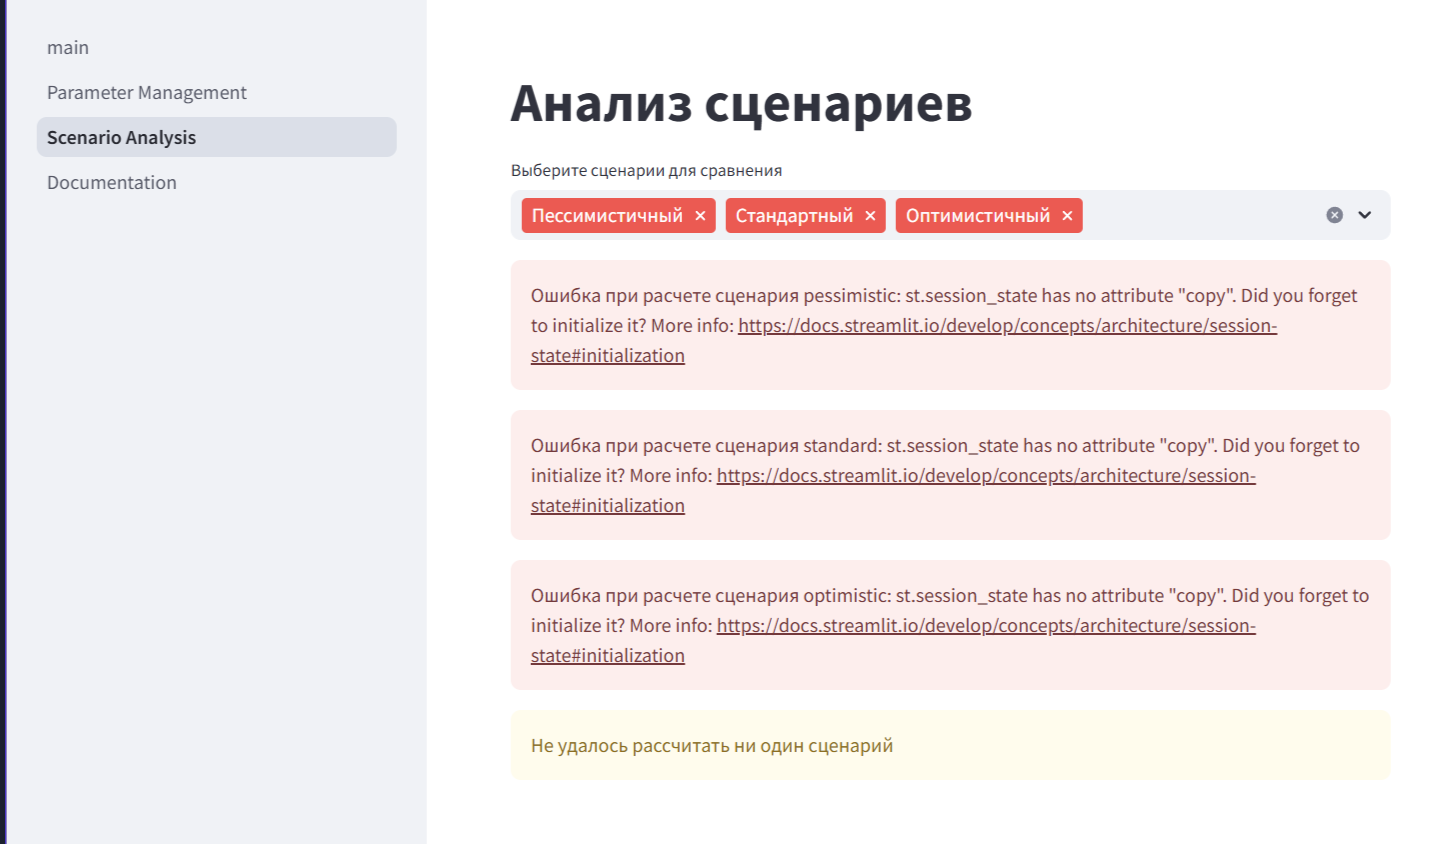 main
Parameter Management
Scenario Analysis
Documentation
Анализ сценариев
Выберите сценарии для сравнения
Пессимистичный × Стандартный × Оптимистичный ×
Ошибка при расчете сценария pessimistic: st.session_state has no attribute "copy". Did you forget
to initialize it? More info: https://docs.streamlit.io/develop/concepts/architecture/session-
state#initialization
Ошибка при расчете сценария standard: st.session_state has no attribute "copy". Did you forget to
initialize it? More info: https://docs.streamlit.io/develop/concepts/architecture/session-
state#initialization
Ошибка при расчете сценария optimistic: st.session_state has no attribute "copy". Did you forget to
initialize it? More info: https://docs.streamlit.io/develop/concepts/architecture/session-
state#initialization
Не удалось рассчитать ни один сценарий